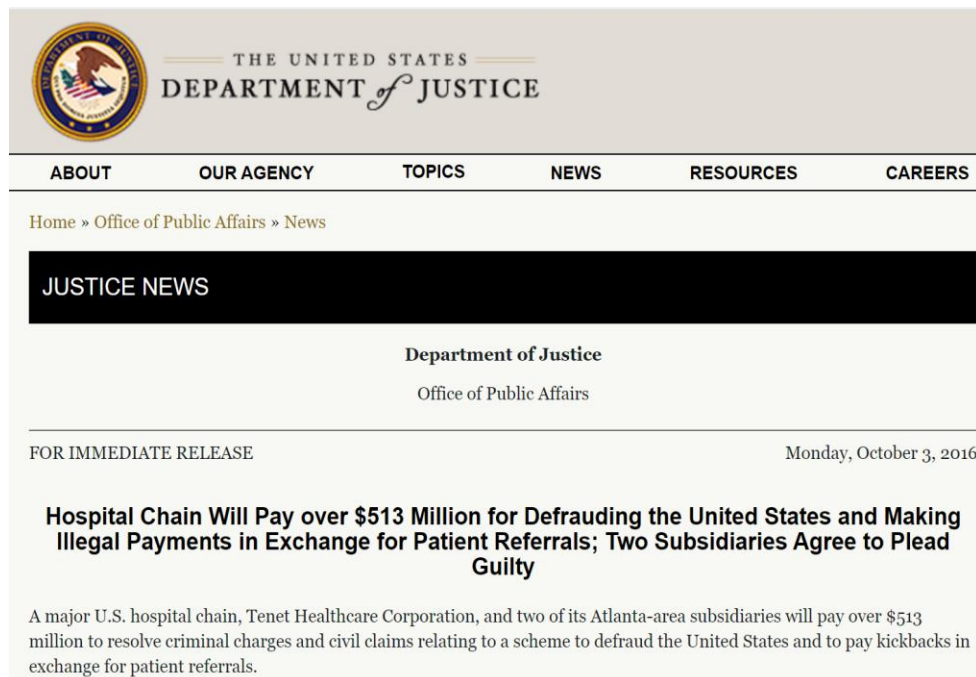 THE UNITED STATES
DEPARTMENT of JUSTICE
ABOUT OUR AGENCY TOPICS NEWS RESOURCES CAREERS
Home » Office of Public Affairs » News
JUSTICE NEWS
Department of Justice
Office of Public Affairs
FOR IMMEDIATE RELEASE Monday, October 3, 2016
Hospital Chain Will Pay over $513 Million for Defrauding the United States and Making
Illegal Payments in Exchange for Patient Referrals; Two Subsidiaries Agree to Plead
Guilty
A major U.S. hospital chain, Tenet Healthcare Corporation, and two of its Atlanta-area subsidiaries will pay over $513
million to resolve criminal charges and civil claims relating to a scheme to defraud the United States and to pay kickbacks in
exchange for patient referrals.